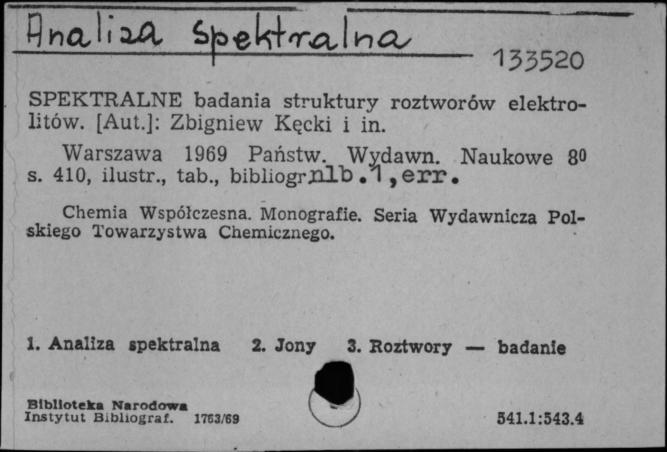 Analiza spektralna
133520
SPEKTRALNE badania struktury roztworów elektro-
litów. [Aut.]: Zbigniew Kęcki i in.
Warszawa 1969 Państw. Wydawn. Naukowe 8⁰
s. 410, ilustr., tab., bibliogr. nlb.1, err.
Chemia Współczesna. Monografie. Seria Wydawnicza Pol-
skiego Towarzystwa Chemicznego.
1. Analiza spektralna 2. Jony 3. Roztwory — badanie
Biblioteka Narodowa
Instytut Bibliograf. 1763/69
541.1:543.4